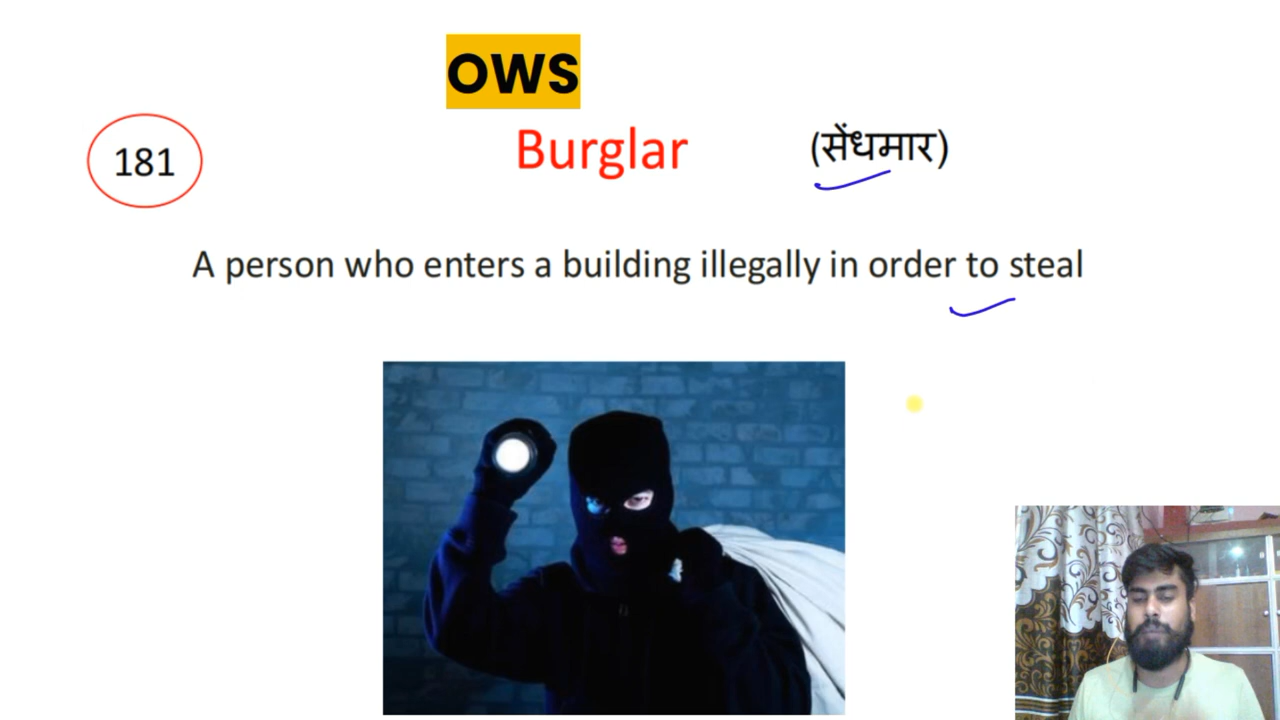 OWS
181
Burglar (सेंधमार)
A person who enters a building illegally in order to steal